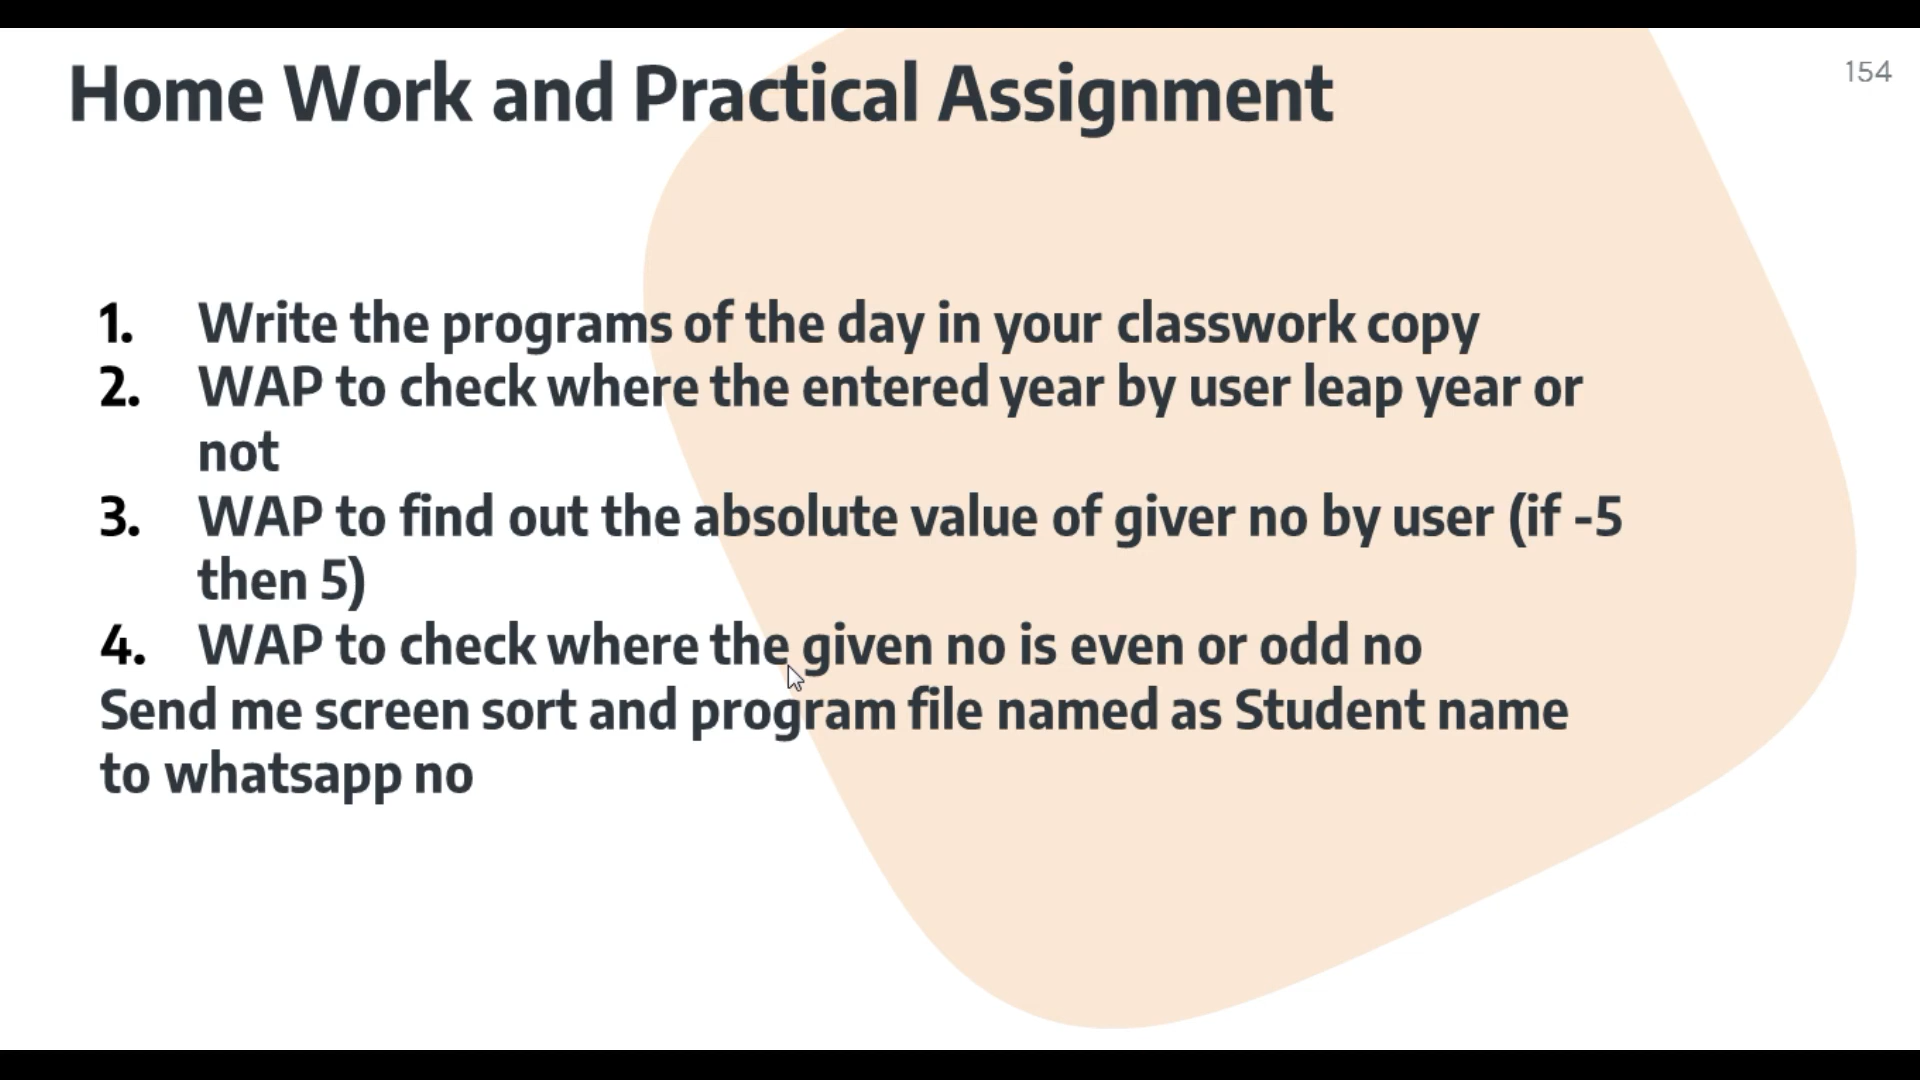 Home Work and Practical Assignment
154
1. Write the programs of the day in your classwork copy
2. WAP to check where the entered year by user leap year or
not
3. WAP to find out the absolute value of giver no by user (if -5
then 5)
4. WAP to check where the given no is even or odd no
Send me screen sort and program file named as Student name
to whatsapp no